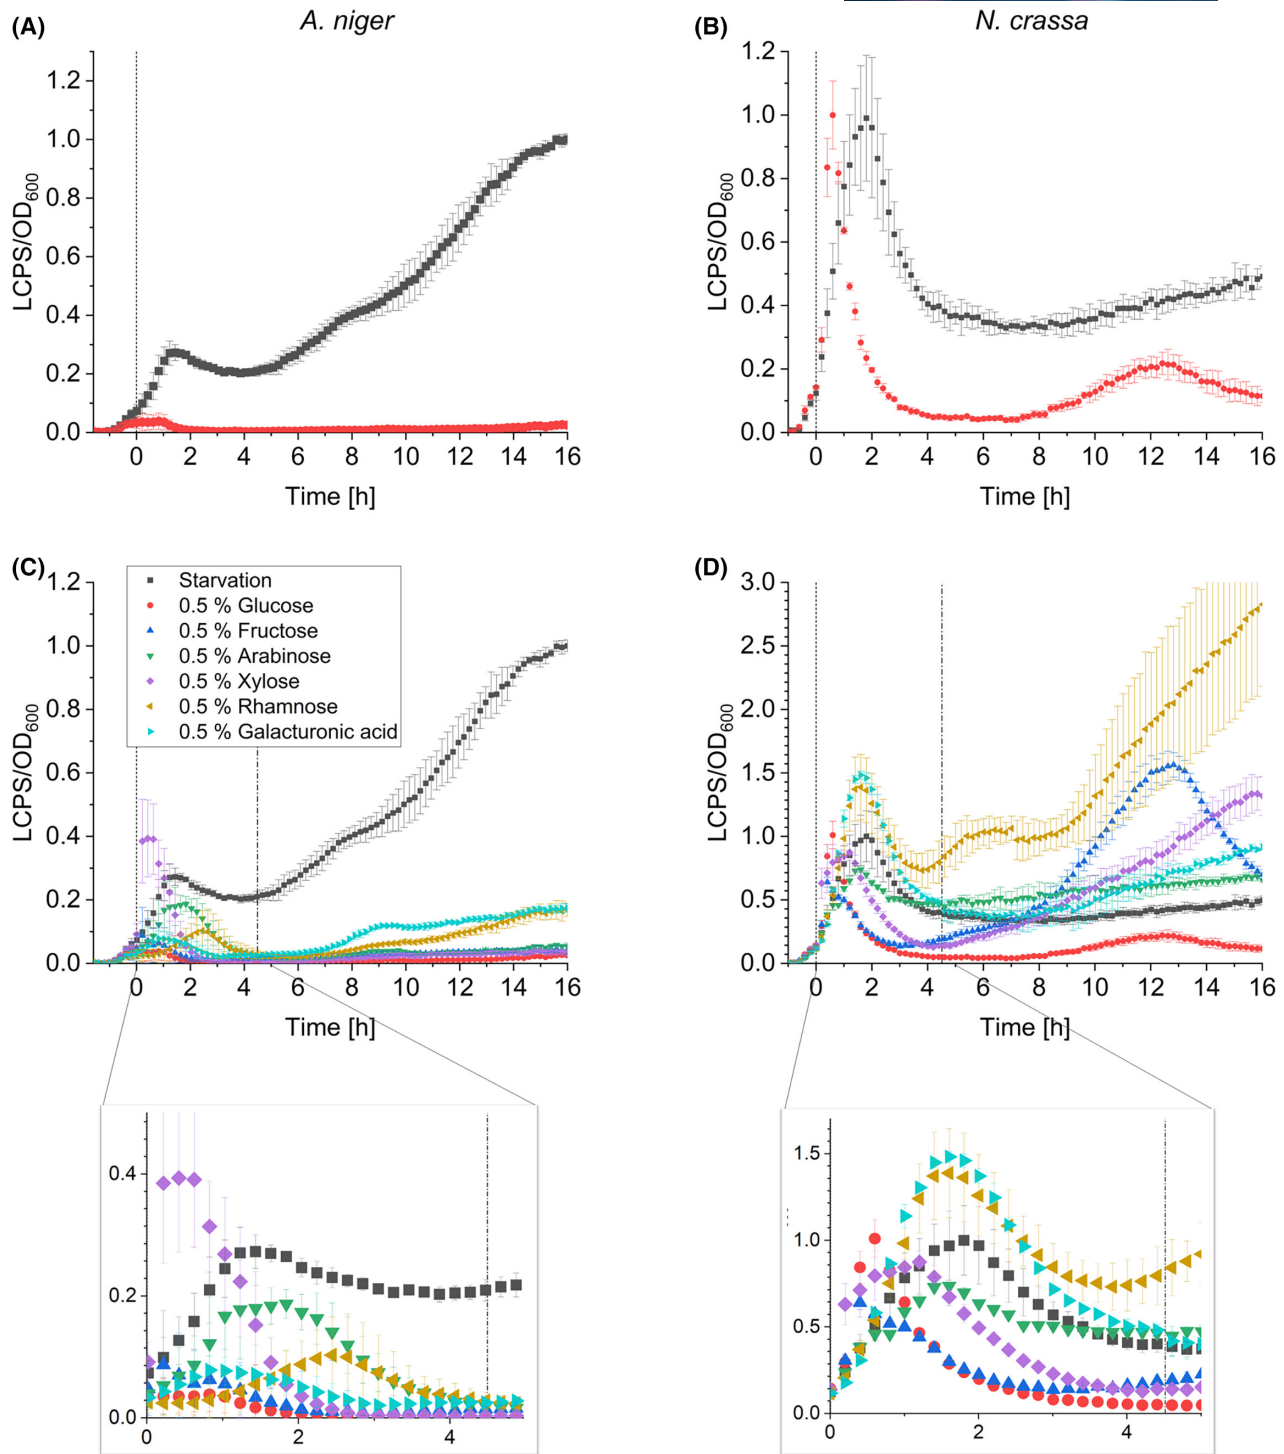 (A) A. niger
LCPS/OD600
1.2
1.0
0.8
0.6
0.4
0.2
0.0
0 2 4 6 8 10 12 14 16
Time [h]
(B) N. crassa
LCPS/OD600
1.2
1.0
0.8
0.6
0.4
0.2
0.0
0 2 4 6 8 10 12 14 16
Time [h]
(C)
LCPS/OD600
1.2
1.0
0.8
0.6
0.4
0.2
0.0
Starvation
0.5 % Glucose
0.5 % Fructose
0.5 % Arabinose
0.5 % Xylose
0.5 % Rhamnose
0.5 % Galacturonic acid
0 2 4 6 8 10 12 14 16
Time [h]
(D)
LCPS/OD600
3.0
2.5
2.0
1.5
1.0
0.5
0.0
0 2 4 6 8 10 12 14 16
Time [h]
0.4
0.2
0.0
0 2 4
1.5
1.0
0.5
0.0
0 2 4